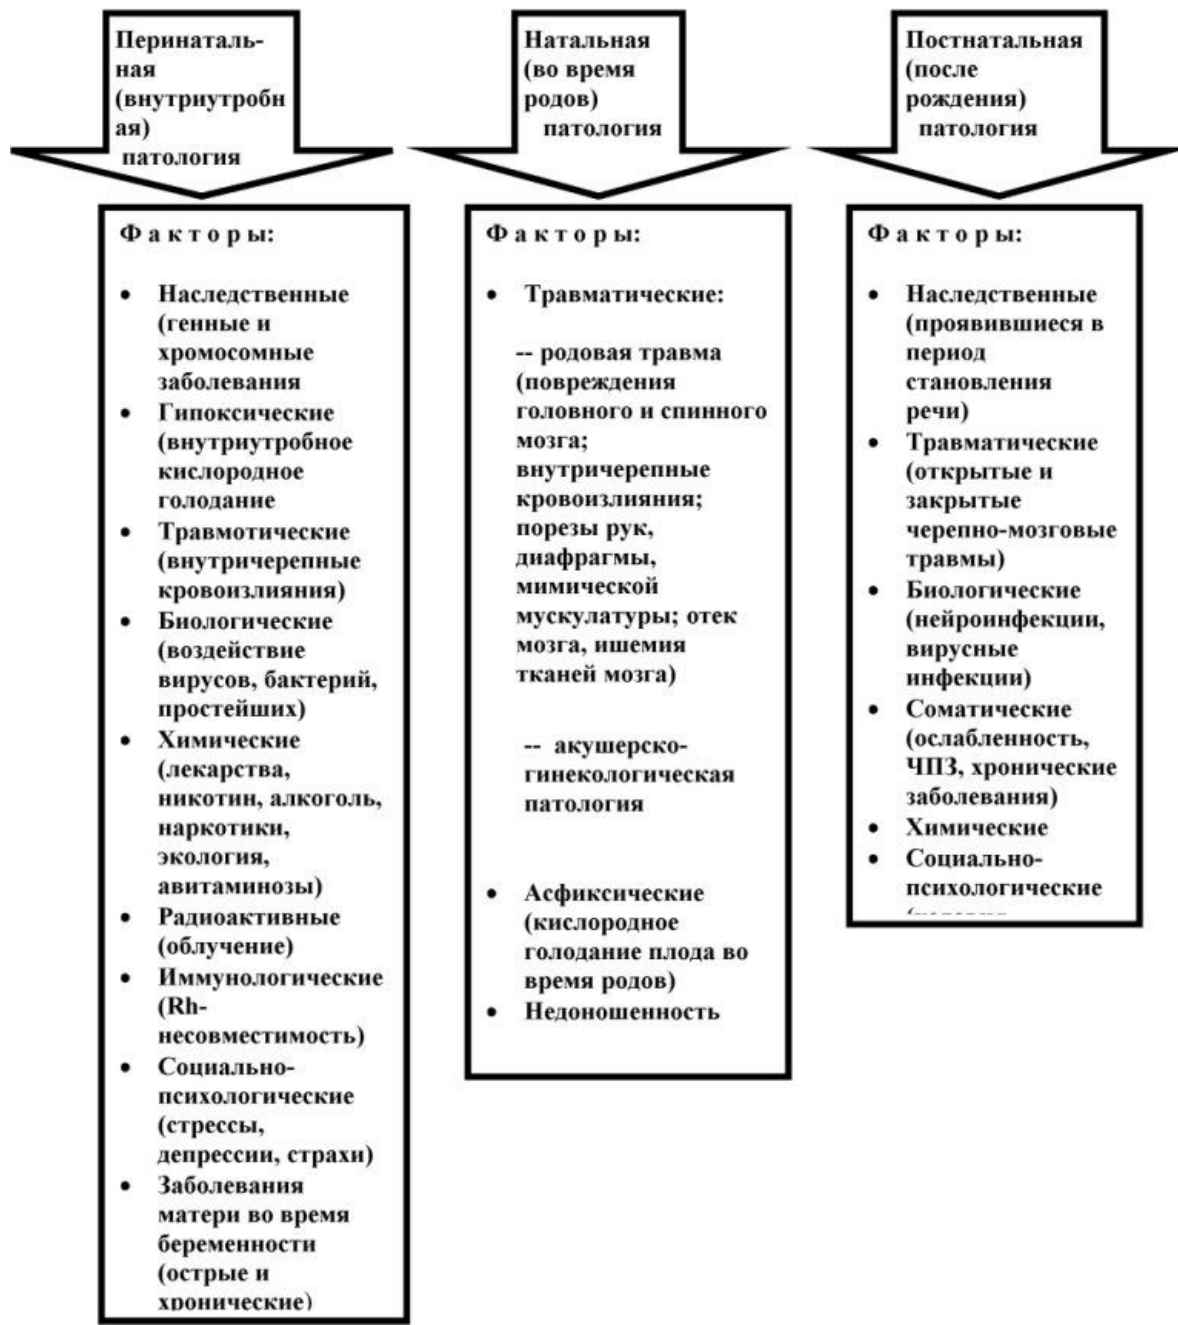 Перинаталь-
ная
(внутриутробн
ая)
патология
Ф а к т о р ы:
Наследственные
(генные и
хромосомные
заболевания
Гипоксические
(внутриутробное
кислородное
голодание
Травмотические
(внутричерепные
кровоизлияния)
Биологические
(воздействие
вирусов, бактерий,
простейших)
Химические
(лекарства,
никотин, алкоголь,
наркотики,
экология,
авитаминозы)
Радиоактивные
(облучение)
Иммунологические
(Rh-
несовместимость)
Социально-
психологические
(стрессы,
депрессии, страхи)
Заболевания
матери во время
беременности
(острые и
хронические)
Натальная
(во время
родов)
патология
Ф а к т о р ы:
Травматические:
-- родовая травма
(повреждения
головного и спинного
мозга;
внутричерепные
кровоизлияния;
порезы рук,
диафрагмы,
мимической
мускулатуры; отек
мозга, ишемия
тканей мозга)
-- акушерско-
гинекологическая
патология
Асфиксические
(кислородное
голодание плода во
время родов)
Недоношенность
Постнатальная
(после
рождения)
патология
Ф а к т о р ы:
Наследственные
(проявившиеся в
период
становления
речи)
Травматические
(открытые и
закрытые
черепно-мозговые
травмы)
Биологические
(нейроинфекции,
вирусные
инфекции)
Соматические
(ослабленность,
ЧПЗ, хронические
заболевания)
Химические
Социально-
психологические